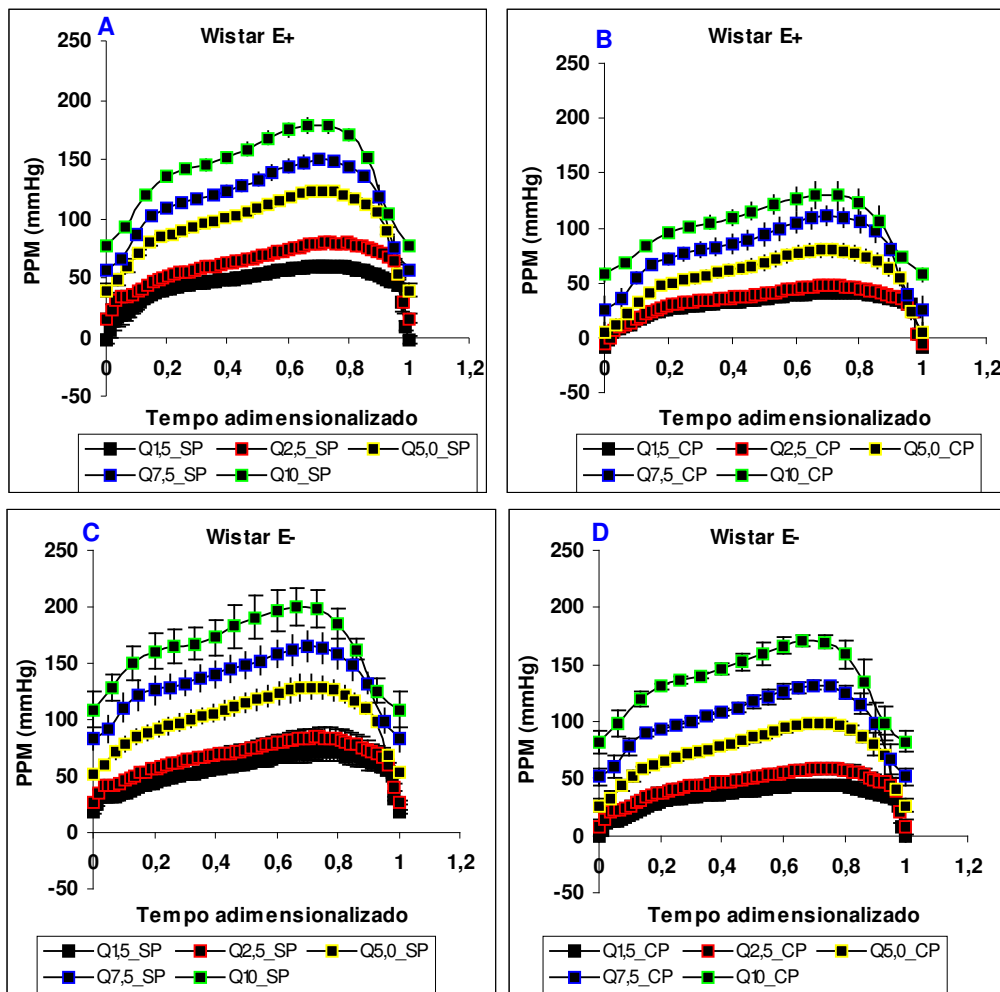 A
Wistar E+
250
200
150
100
50
0
-50
PPM (mmHg)
0 0,2 0,4 0,6 0,8 1 1,2
Tempo adimensionalizado
Q1,5_SP Q2,5_SP Q5,0_SP
Q7,5_SP Q10_SP
B
Wistar E+
250
200
150
100
50
0
-50
PPM (mmHg)
0 0,2 0,4 0,6 0,8 1 1,2
Tempo adimensionalizado
Q1,5_CP Q2,5_CP Q5,0_CP
Q7,5_CP Q10_CP
C
Wistar E-
250
200
150
100
50
0
-50
PPM (mmHg)
0 0,2 0,4 0,6 0,8 1 1,2
Tempo adimensionalizado
Q1,5_SP Q2,5_SP Q5,0_SP
Q7,5_SP Q10_SP
D
Wistar E-
250
200
150
100
50
0
-50
PPM (mmHg)
0 0,2 0,4 0,6 0,8 1 1,2
Tempo adimensionalizado
Q1,5_CP Q2,5_CP Q5,0_CP
Q7,5_CP Q10_CP